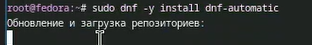 root@fedora:~# sudo dnf -y install dnf-automatic
Обновление и загрузка репозиториев: